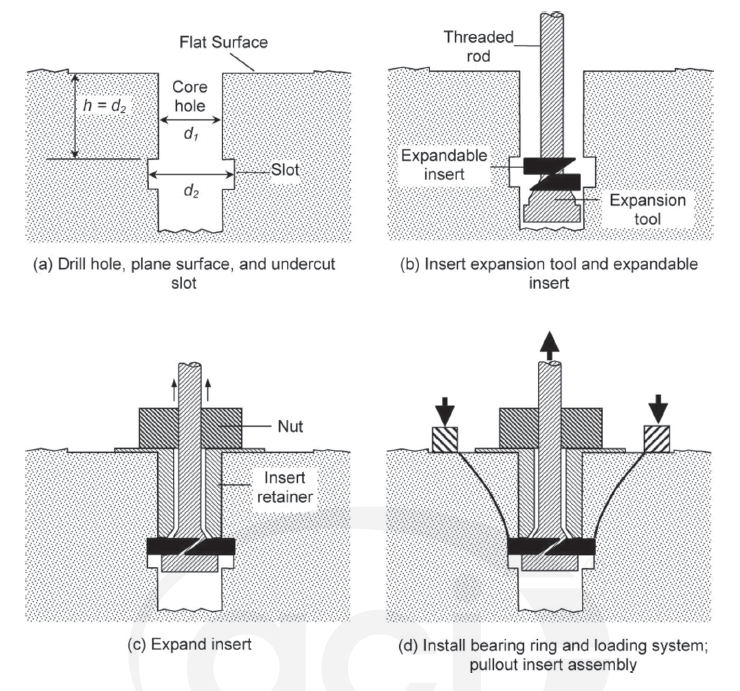 Flat Surface
Core
hole
h = d2
d1
Slot
d2
(a) Drill hole, plane surface, and undercut
slot
Threaded
rod
Expandable
insert
Expansion
tool
(b) Insert expansion tool and expandable
insert
Nut
Insert
retainer
(c) Expand insert
(d) Install bearing ring and loading system;
pullout insert assembly
aci